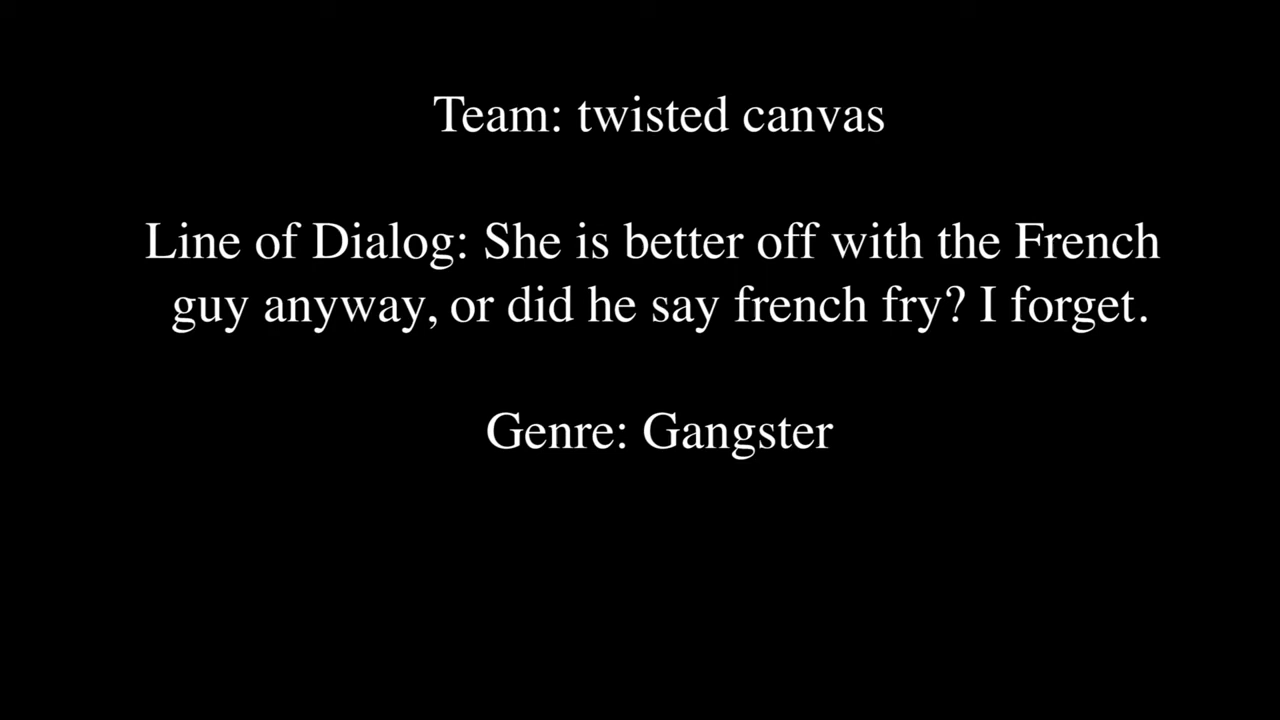 Team: twisted canvas
Line of Dialog: She is better off with the French
guy anyway, or did he say french fry? I forget.
Genre: Gangster